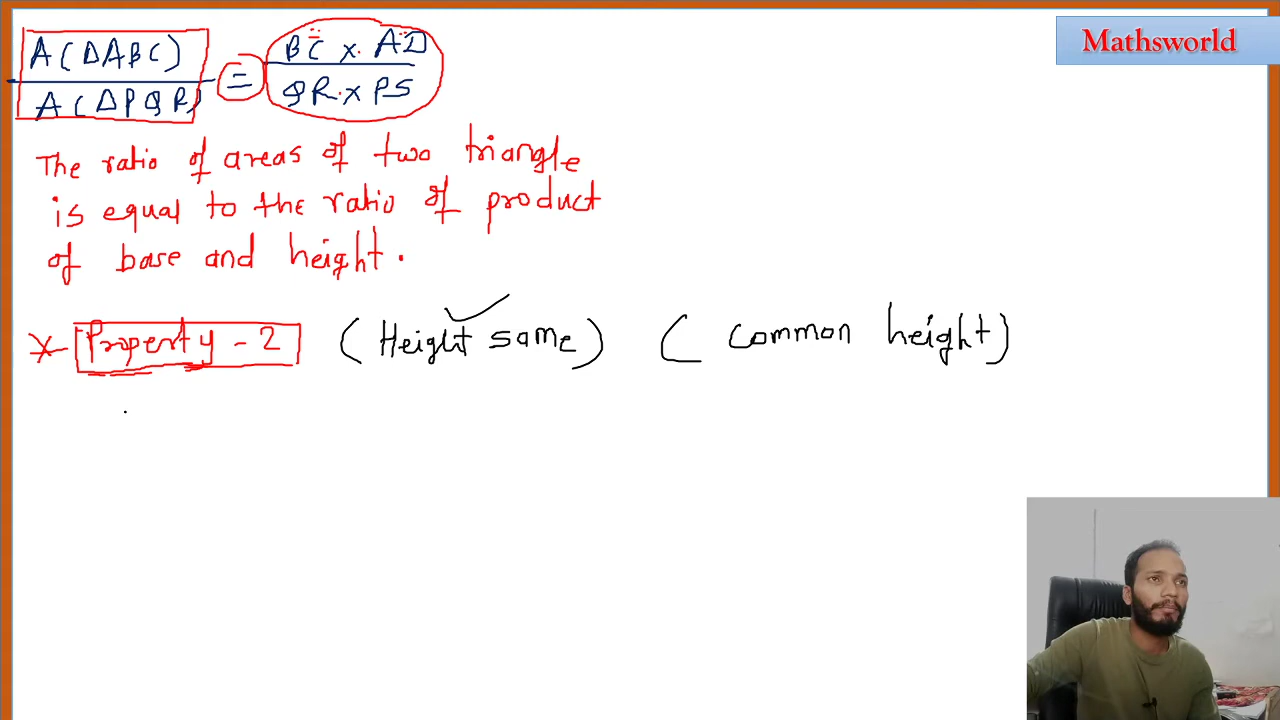 Mathsworld
A(ΔABC) / A(ΔPQR) = BC × AD / QR × PS
The ratio of areas of two triangle
is equal to the ratio of product
of base and height.
* Property - 2 (Height same) ( common height)